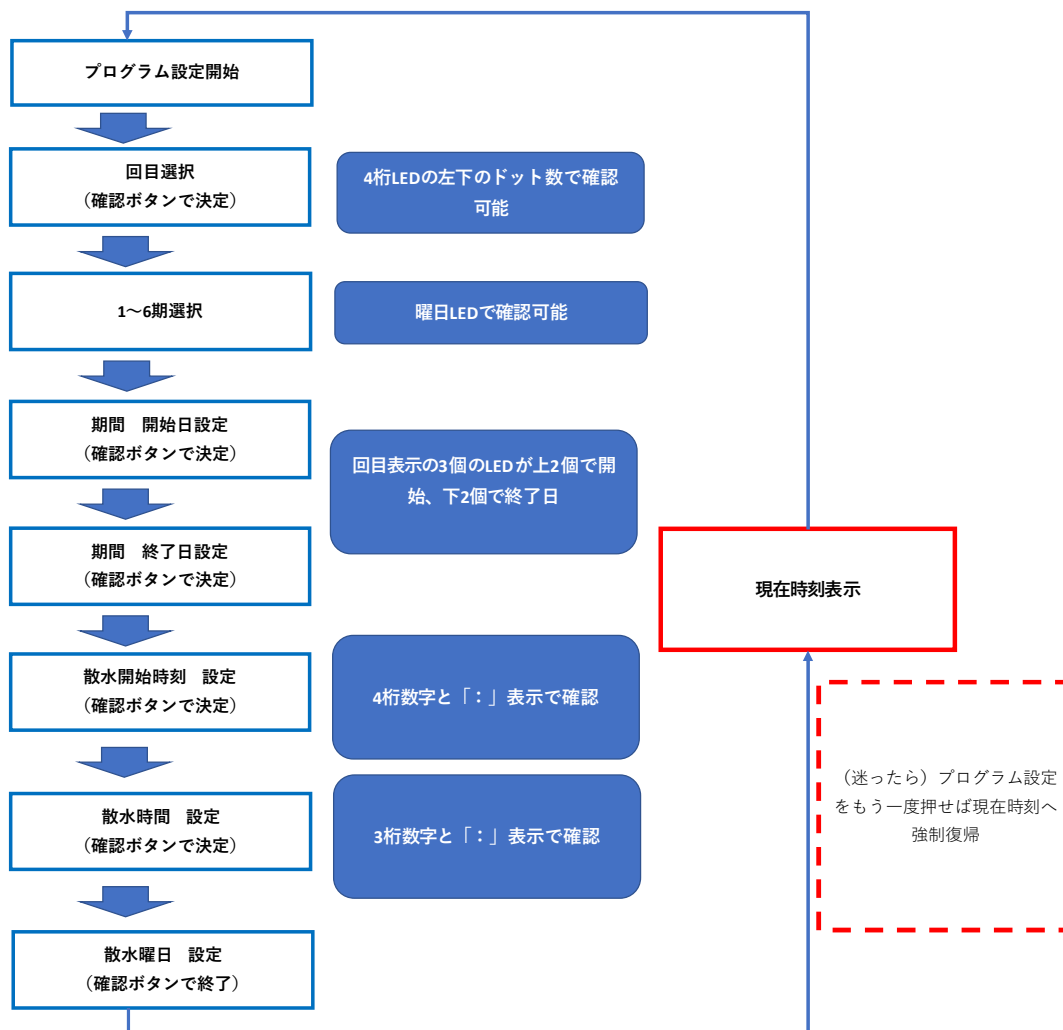 プログラム設定開始
回目選択
（確認ボタンで決定）
4桁LEDの左下のドット数で確認
可能
1～6期選択
曜日LEDで確認可能
期間　開始日設定
（確認ボタンで決定）
回目表示の3個のLEDが上2個で開
始、下2個で終了日
期間　終了日設定
（確認ボタンで決定）
現在時刻表示
散水開始時刻　設定
（確認ボタンで決定）
4桁数字と「：」表示で確認
（迷ったら）プログラム設定
をもう一度押せば現在時刻へ
強制復帰
散水時間　設定
（確認ボタンで決定）
3桁数字と「：」表示で確認
散水曜日　設定
（確認ボタンで終了）